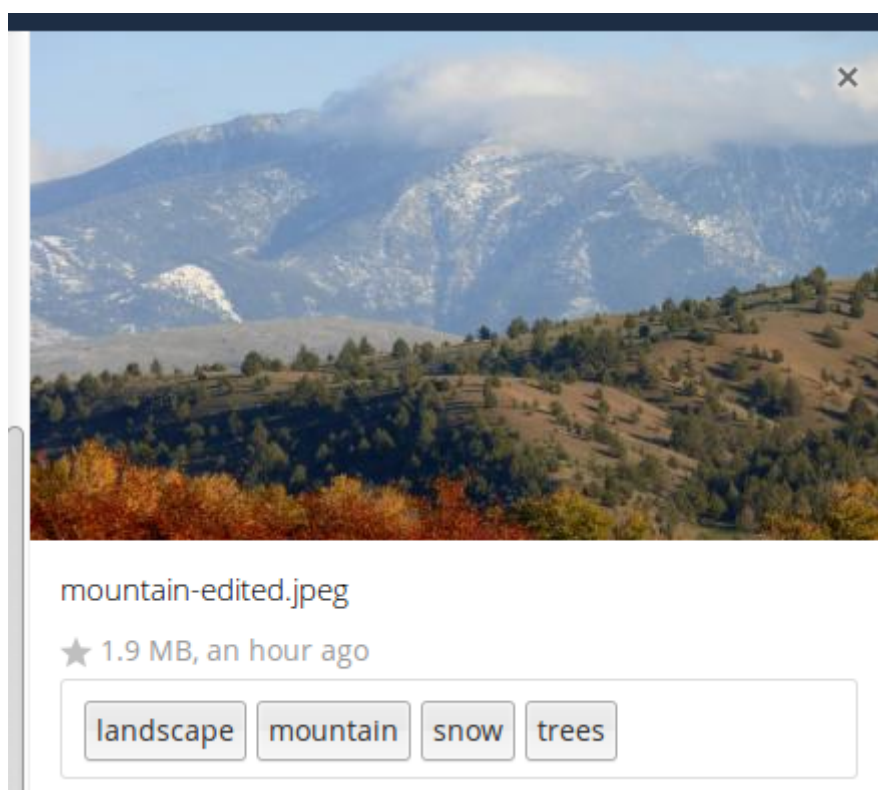 mountain-edited.jpeg
1.9 MB, an hour ago
landscape mountain snow trees